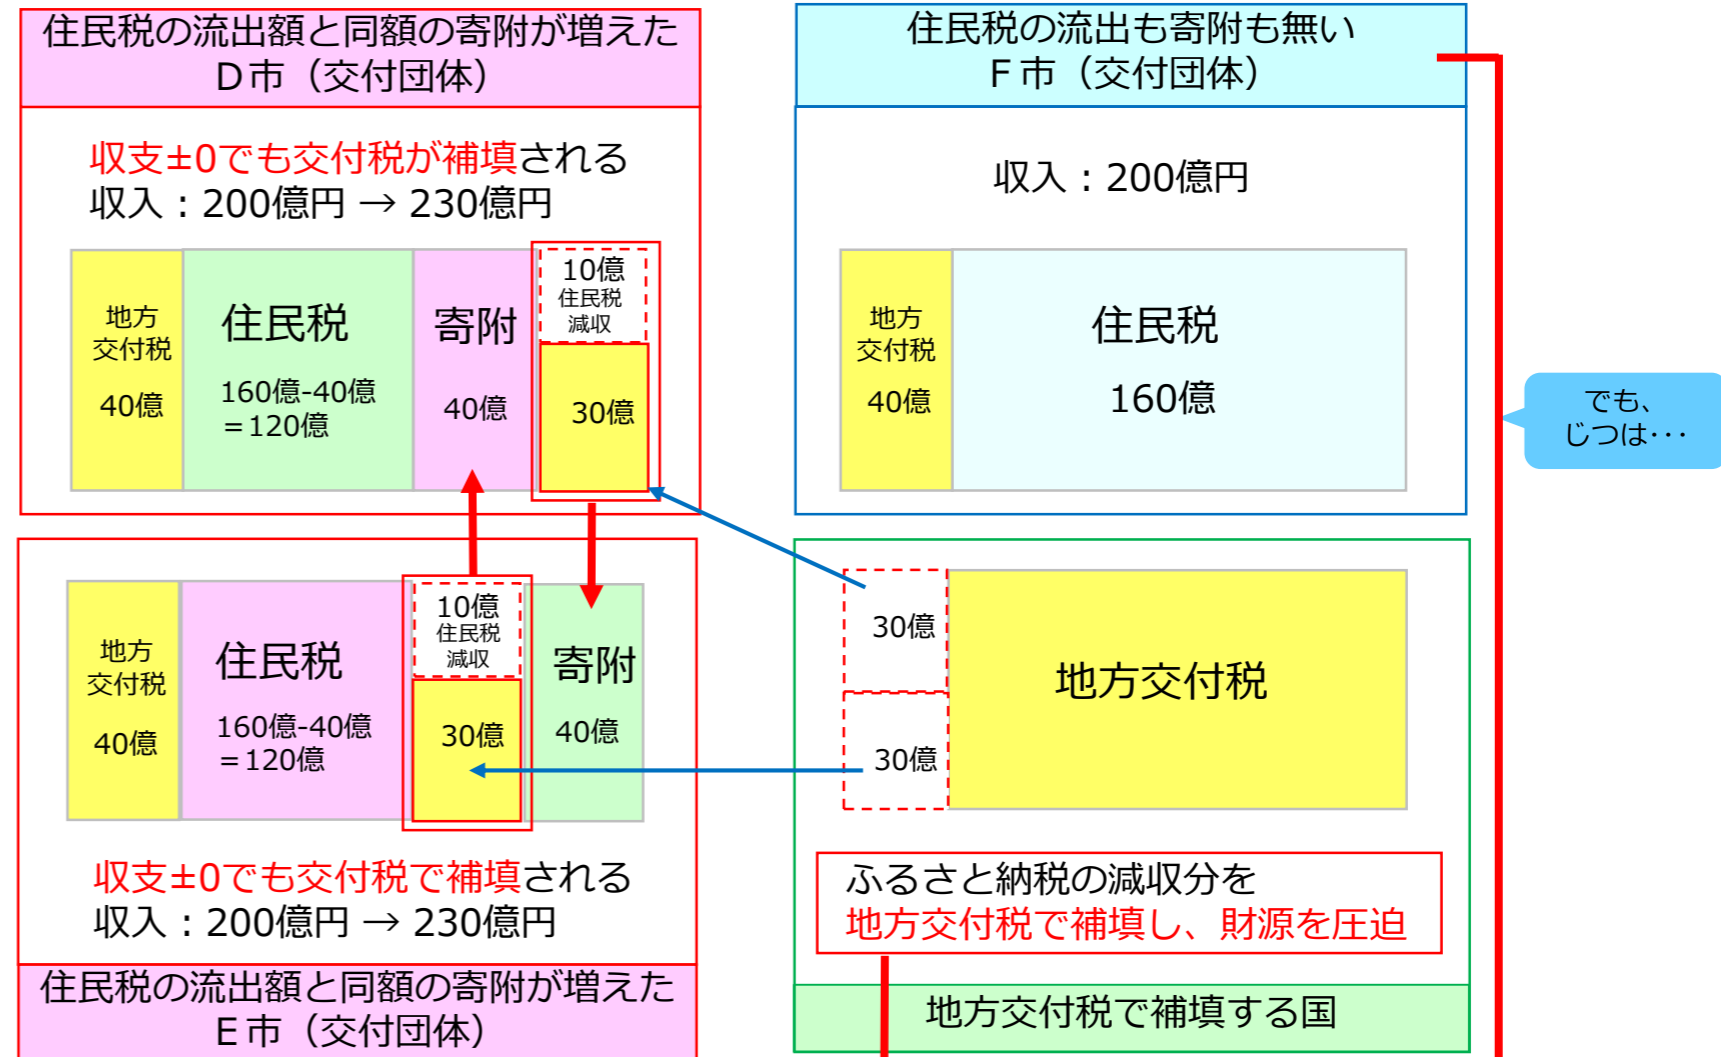 住民税の流出額と同額の寄附が増えた
D市（交付団体）
収支±0でも交付税が補填される
収入：200億円 → 230億円
地方
交付税
40億
住民税
160億-40億
＝120億
寄附
40億
10億
住民税
減収
30億
住民税の流出も寄附も無い
F市（交付団体）
収入：200億円
地方
交付税
40億
住民税
160億
でも、
じつは･･･
地方
交付税
40億
住民税
160億-40億
＝120億
10億
住民税
減収
30億
寄附
40億
収支±0でも交付税で補填される
収入：200億円 → 230億円
住民税の流出額と同額の寄附が増えた
E市（交付団体）
30億
30億
地方交付税
ふるさと納税の減収分を
地方交付税で補填し、財源を圧迫
地方交付税で補填する国